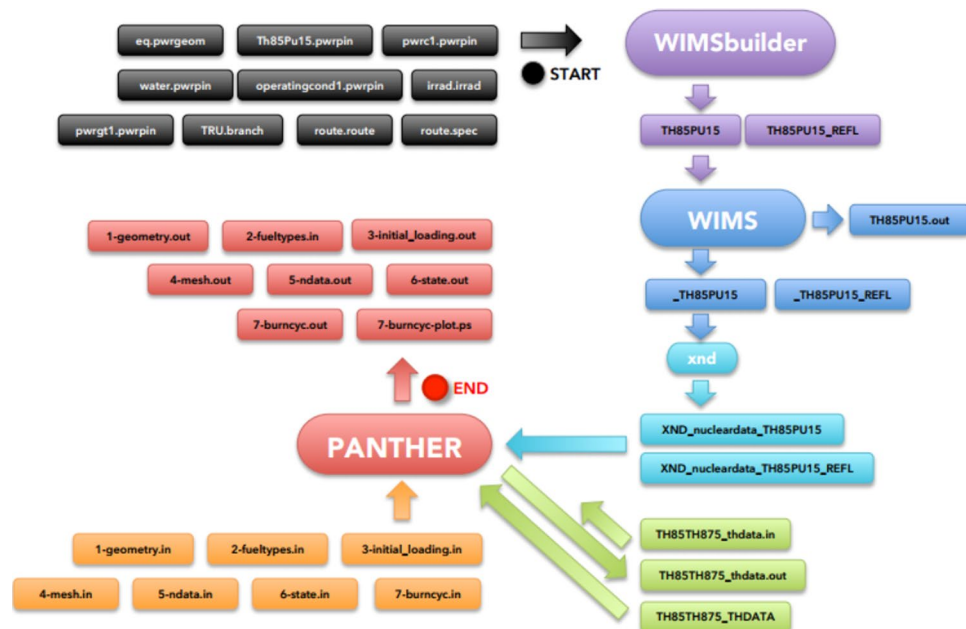 eq.pwrgeom
Th85Pu15.pwrpin
pwrc1.pwrpin
water.pwrpin
operatingcond1.pwrpin
irrad.irrad
pwrgt1.pwrpin
TRU.branch
route.route
route.spec
START
WIMSbuilder
TH85PU15
TH85PU15_REFL
WIMS
TH85PU15.out
_TH85PU15
_TH85PU15_REFL
xnd
XND_nucleardata_TH85PU15
XND_nucleardata_TH85PU15_REFL
1-geometry.out
2-fueltypes.in
3-initial_loading.out
4-mesh.out
5-ndata.out
6-state.out
7-burncyc.out
7-burncyc-plot.ps
END
PANTHER
1-geometry.in
2-fueltypes.in
3-initial_loading.in
4-mesh.in
5-ndata.in
6-state.in
7-burncyc.in
TH85TH875_thdata.in
TH85TH875_thdata.out
TH85TH875_THDATA